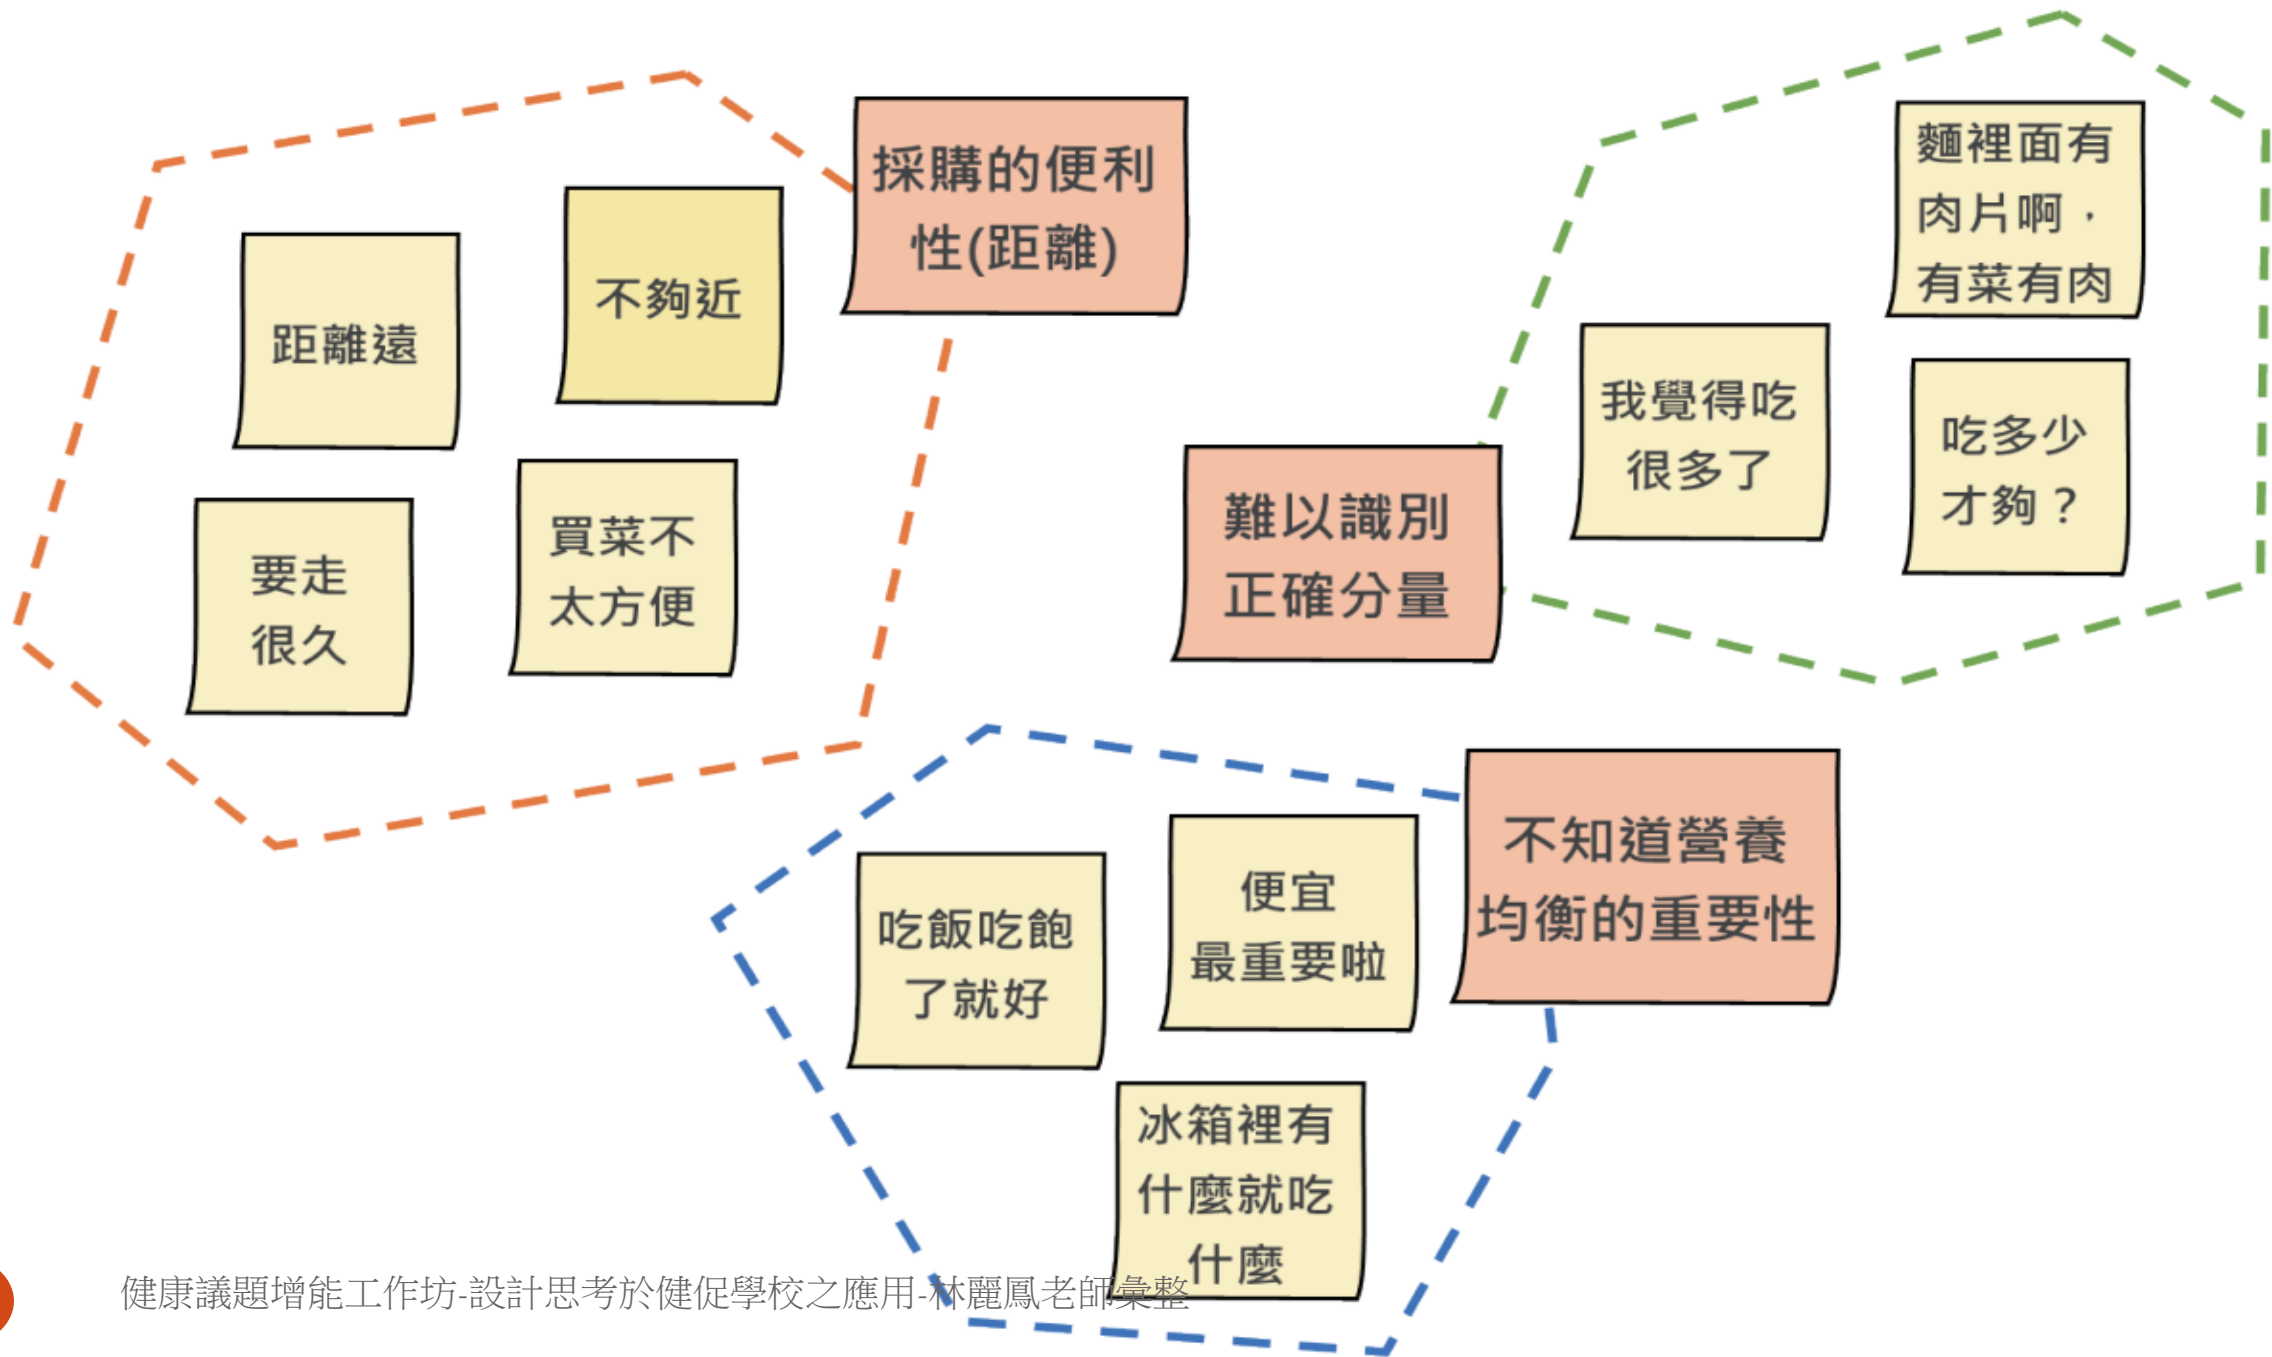 採購的便利
性(距離)
距離遠
不夠近
要走
很久
買菜不
太方便
難以識別
正確分量
麵裡面有
肉片啊，
有菜有肉
我覺得吃
很多了
吃多少
才夠？
不知道營養
均衡的重要性
吃飯吃飽
了就好
便宜
最重要啦
冰箱裡有
什麼就吃
什麼
健康議題增能工作坊-設計思考於健促學校之應用-林麗鳳老師彙整